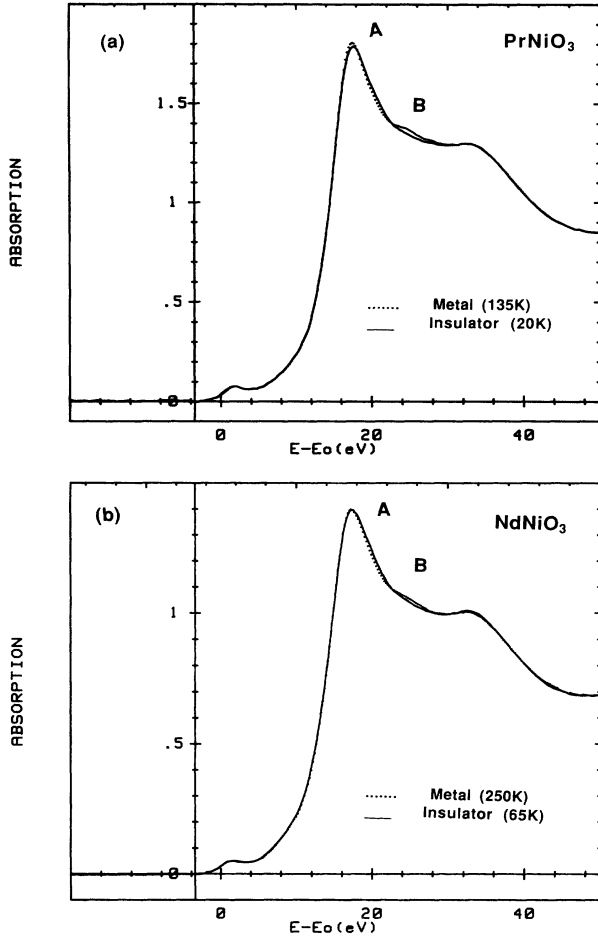 (a)
A
PrNiO3
B
1.5
1
.5
0
ABSORPTION
Metal (135K)
Insulator (20K)
0
20
40
E-Eo(eV)
(b)
A
NdNiO3
B
1
.5
0
ABSORPTION
Metal (250K)
Insulator (65K)
0
20
40
E-Eo(eV)